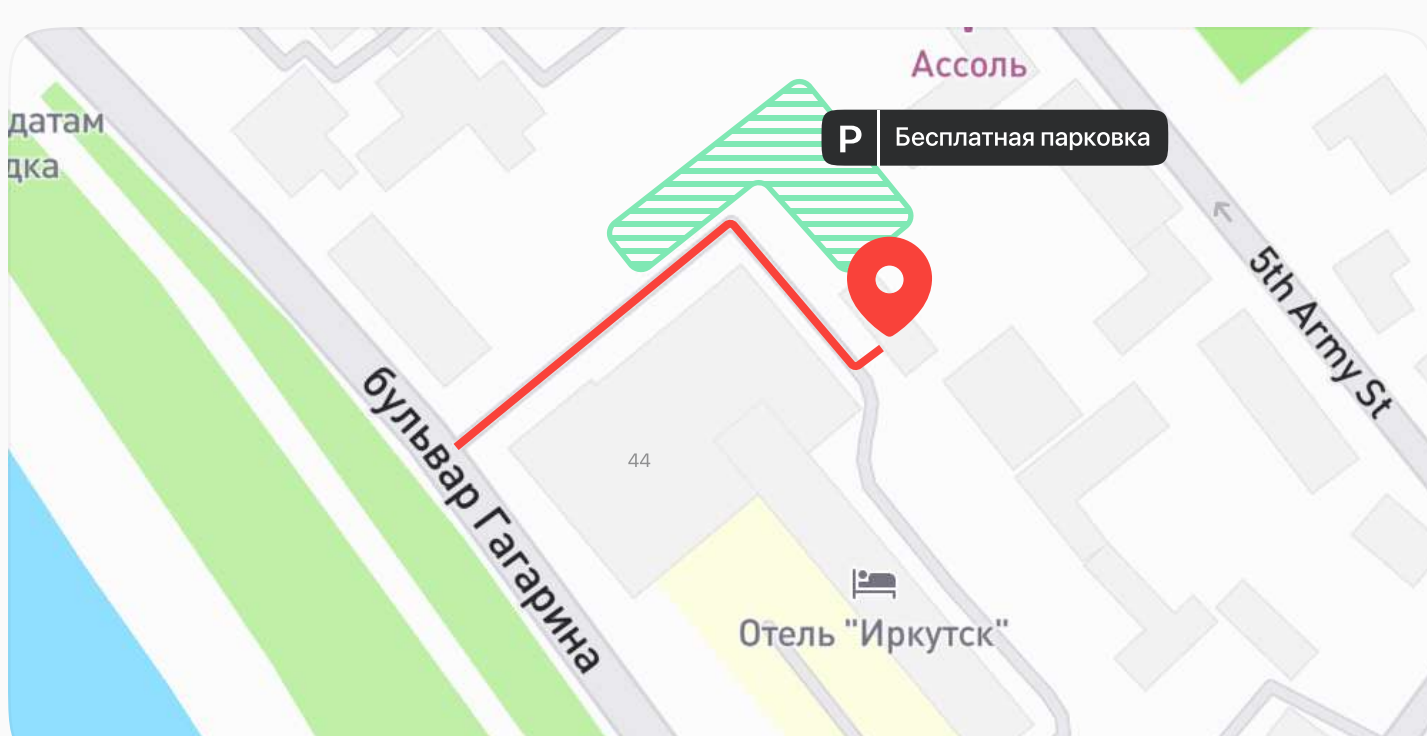 Ассоль
датам
дка
P Бесплатная парковка
5th Army St
бульвар Гагарина
44
Отель "Иркутск"